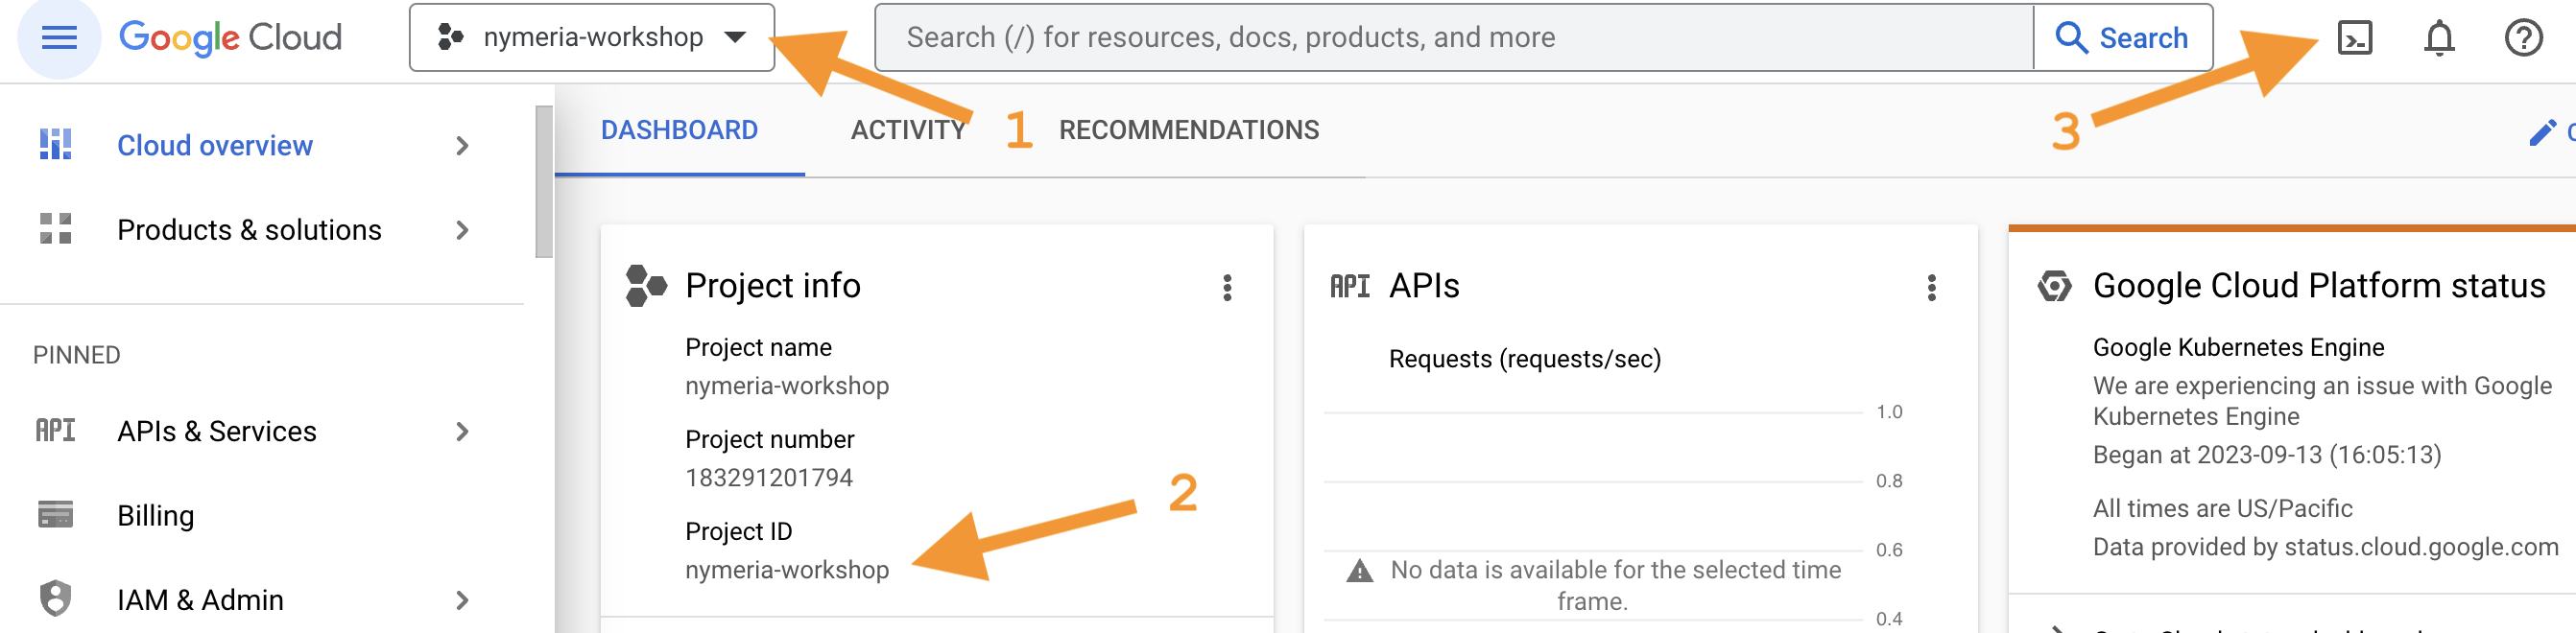 Google Cloud
nymeria-workshop
Search (/) for resources, docs, products, and more
Search
1
3
Cloud overview
Products & solutions
PINNED
API APIs & Services
Billing
IAM & Admin
DASHBOARD
ACTIVITY
RECOMMENDATIONS
Project info
Project name
nymeria-workshop
Project number
183291201794
Project ID
nymeria-workshop
2
API APIs
Requests (requests/sec)
1.0
0.8
0.6
No data is available for the selected time
frame.
0.4
Google Cloud Platform status
Google Kubernetes Engine
We are experiencing an issue with Google
Kubernetes Engine
Began at 2023-09-13 (16:05:13)
All times are US/Pacific
Data provided by status.cloud.google.com